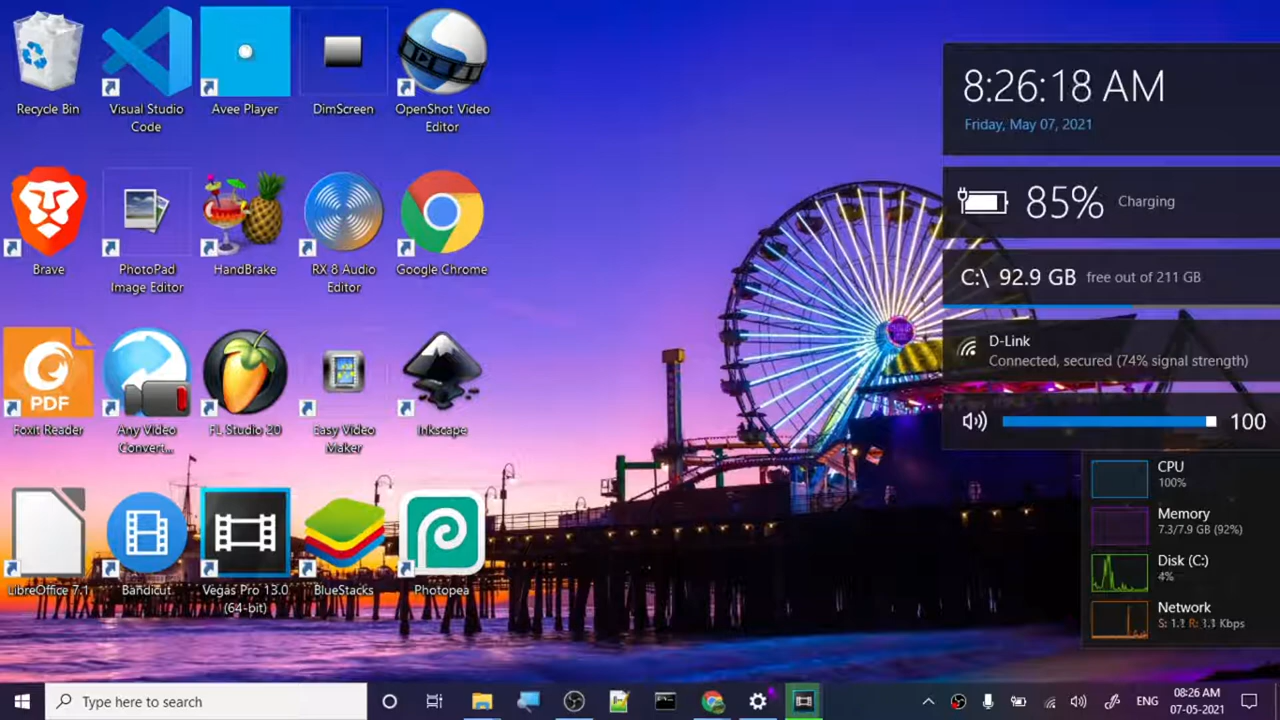 Recycle Bin
Visual Studio
Code
Avee Player
DimScreen
OpenShot Video
Editor
Brave
PhotoPad
Image Editor
HandBrake
RX 8 Audio
Editor
Google Chrome
PDF
Foxit Reader
Any Video
Convert...
FL Studio 20
Easy Video
Maker
Inkscape
LibreOffice 7.1
Bandicut
Vegas Pro 13.0
(64-bit)
BlueStacks
Photopea
8:26:18 AM
Friday, May 07, 2021
85% Charging
C:\ 92.9 GB free out of 211 GB
D-Link
Connected, secured (74% signal strength)
100
CPU
100%
Memory
7.3/7.9 GB (92%)
Disk (C:)
4%
Network
S: 1.1 R: 1.1 Kbps
Type here to search
ENG
08:26 AM
07-05-2021